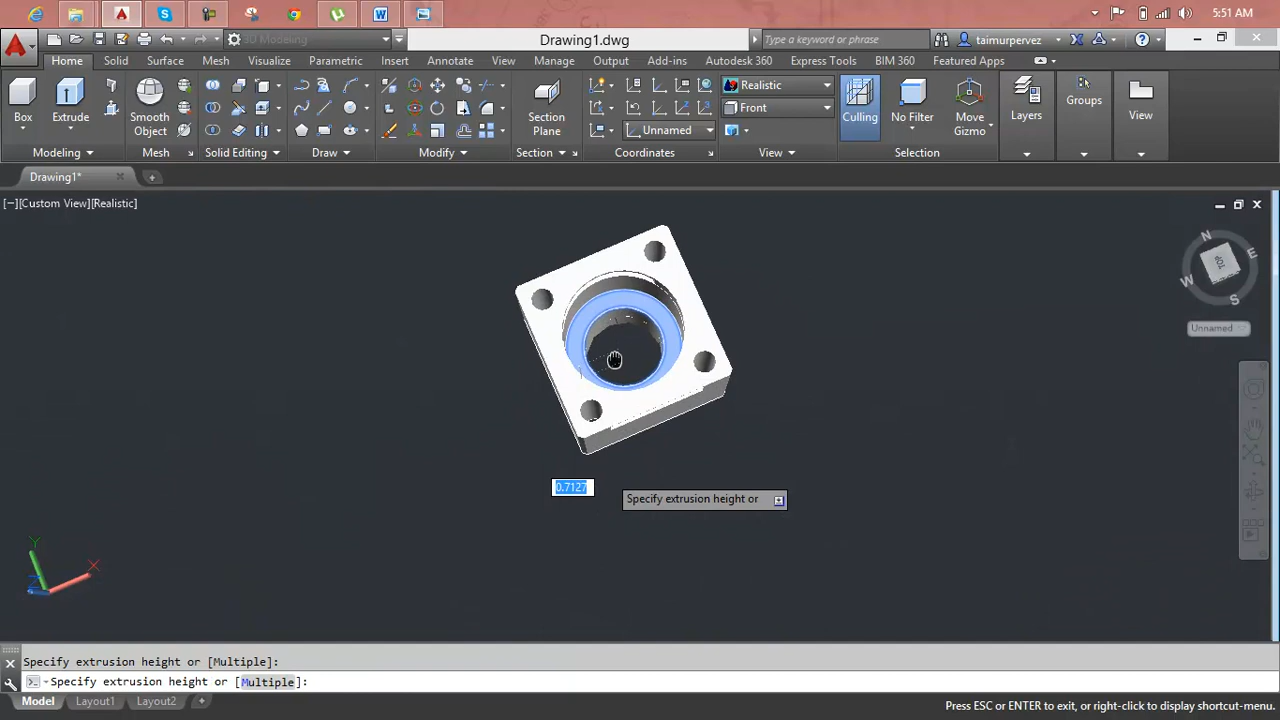 5:51 AM
3D Modeling
Drawing1.dwg
Type a keyword or phrase
taimurpervez
Home Solid Surface Mesh Visualize Parametric Insert Annotate View Manage Output Add-ins Autodesk 360 Express Tools BIM 360 Featured Apps
Box
Extrude
Smooth
Object
Section
Plane
Unnamed
Realistic
Front
Culling
No Filter
Move
Gizmo
Layers
Groups
View
Modeling
Mesh
Solid Editing
Draw
Modify
Section
Coordinates
View
Selection
Drawing1*
[−][Custom View][Realistic]
N
E
W
S
TOP
Unnamed
0.7127
Specify extrusion height or
Y
X
Z
Specify extrusion height or [Multiple]:
Specify extrusion height or [Multiple]:
Model Layout1 Layout2 +
Press ESC or ENTER to exit, or right-click to display shortcut-menu.